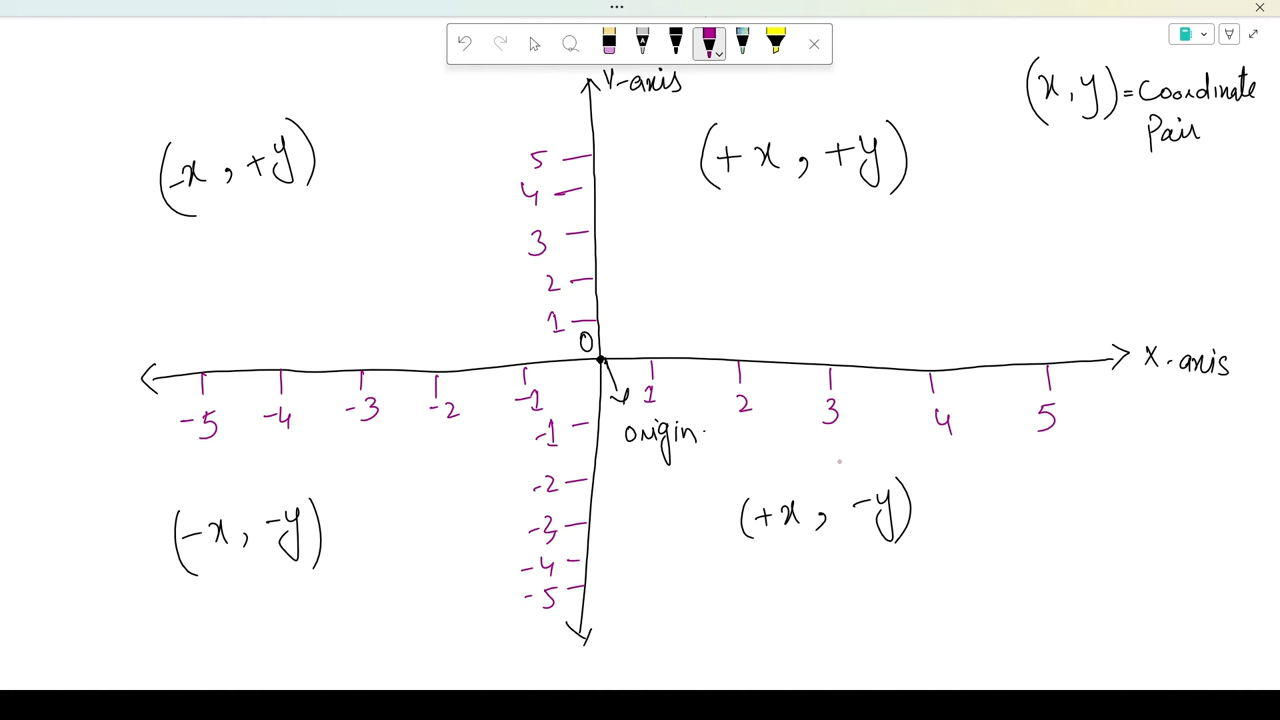 Y-axis
(x, y) = Coordinate
Pair
(-x, +y)
(+x, +y)
5
4
3
2
1
0
X-axis
-5 -4 -3 -2 -1 1 2 3 4 5
origin.
-1
-2
-3
-4
-5
(-x, -y)
(+x, -y)